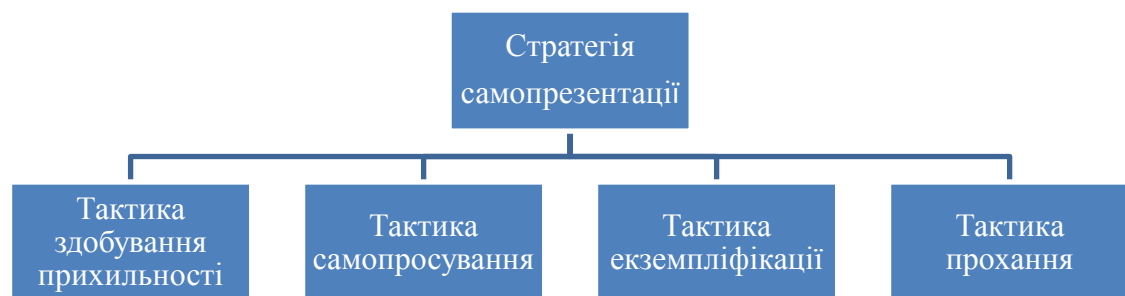 Стратегія
самопрезентації
Тактика
здобування
прихильності
Тактика
самопросування
Тактика
екземпліфікації
Тактика
прохання